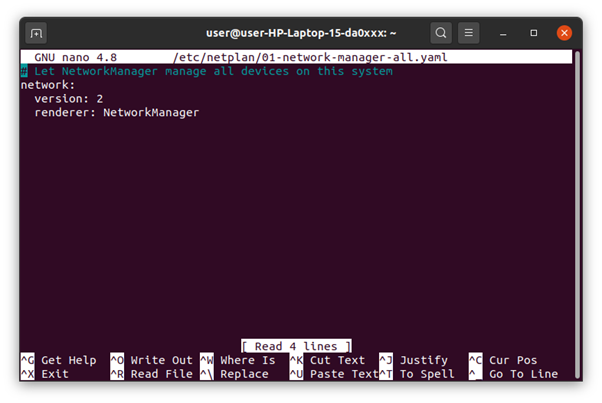 user@user-HP-Laptop-15-da0xxx: ~
GNU nano 4.8 /etc/netplan/01-network-manager-all.yaml
# Let NetworkManager manage all devices on this system
network:
  version: 2
  renderer: NetworkManager
[ Read 4 lines ]
^G Get Help ^O Write Out ^W Where Is ^K Cut Text ^J Justify ^C Cur Pos
^X Exit ^R Read File ^\ Replace ^U Paste Text ^T To Spell ^_ Go To Line